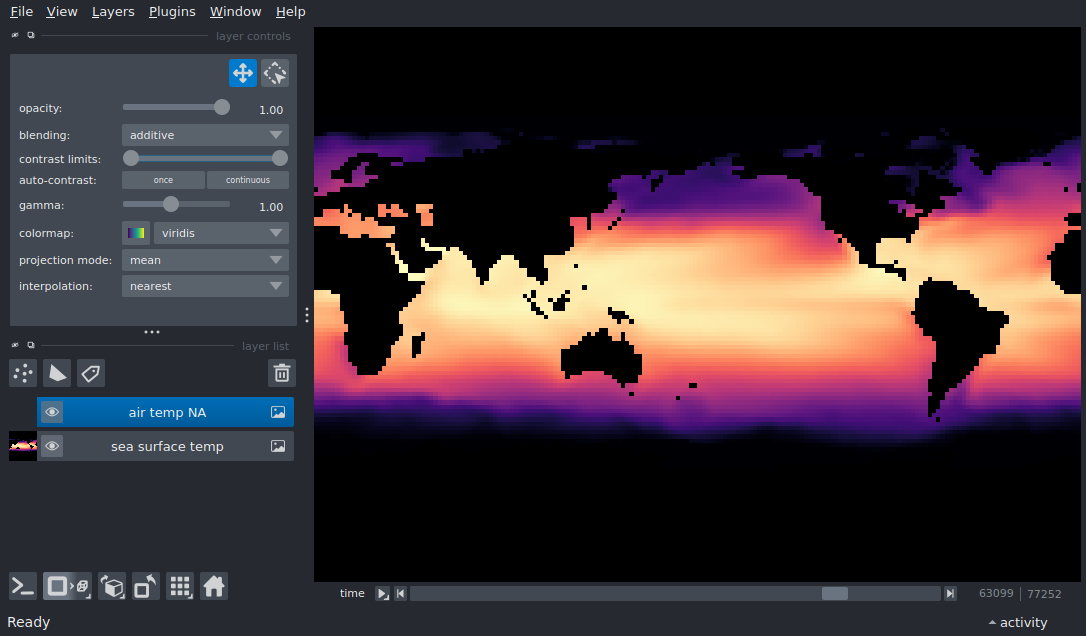 File View Layers Plugins Window Help
layer controls
opacity: 1.00
blending: additive
contrast limits:
auto-contrast: once continuous
gamma: 1.00
colormap: viridis
projection mode: mean
interpolation: nearest
layer list
air temp NA
sea surface temp
time 63099 77252
Ready activity